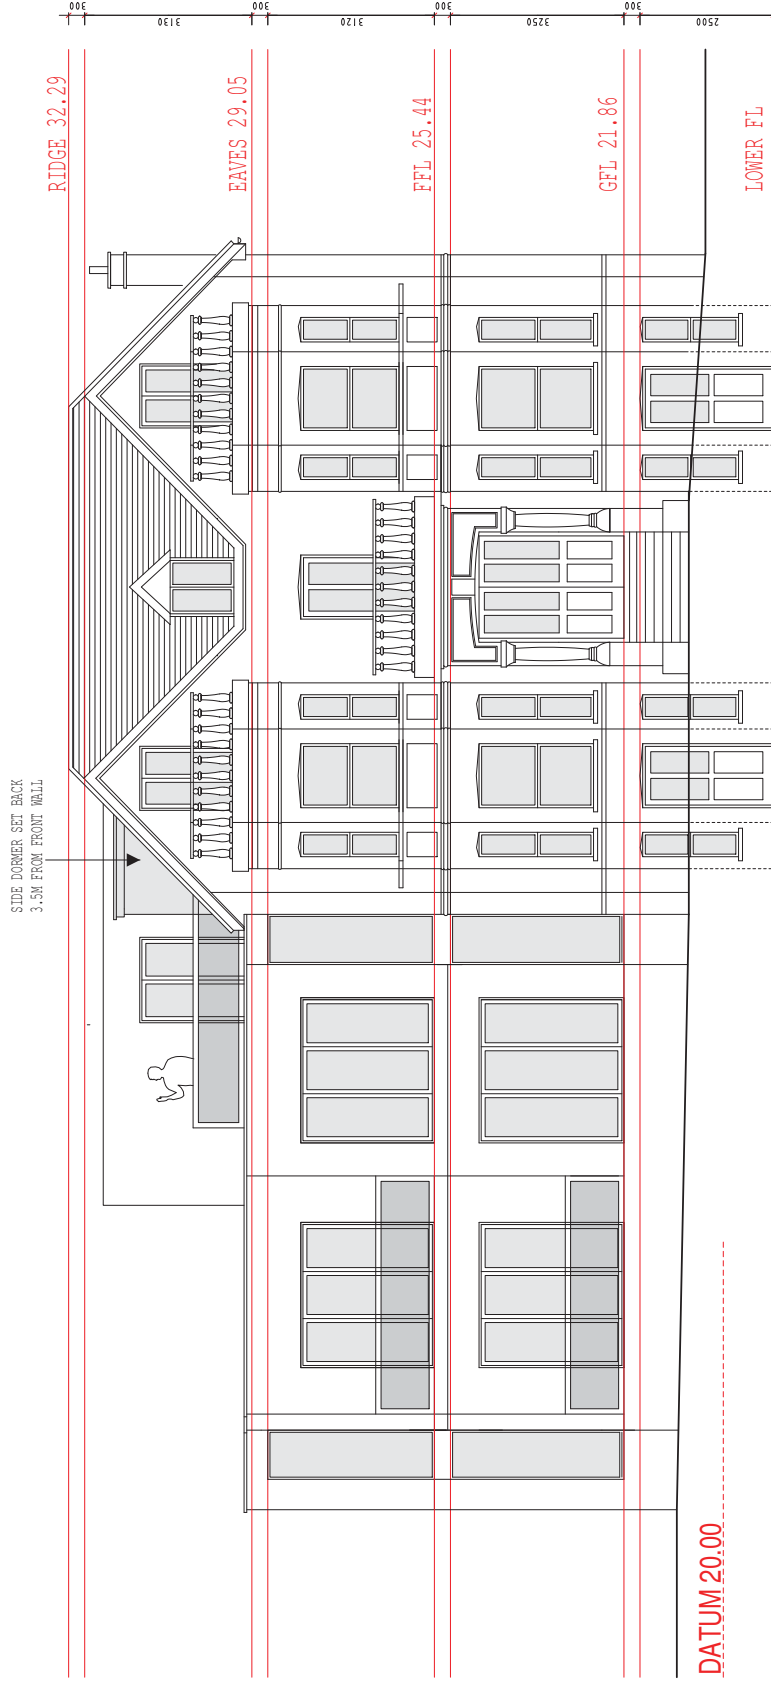 300
3130
300
3120
300
3250
300
2500
RIDGE 32.29
EAVES 29.05
FFL 25.44
GFL 21.86
LOWER FL
SIDE DORMER SET BACK
3.5M FROM FRONT WALL
DATUM 20.00